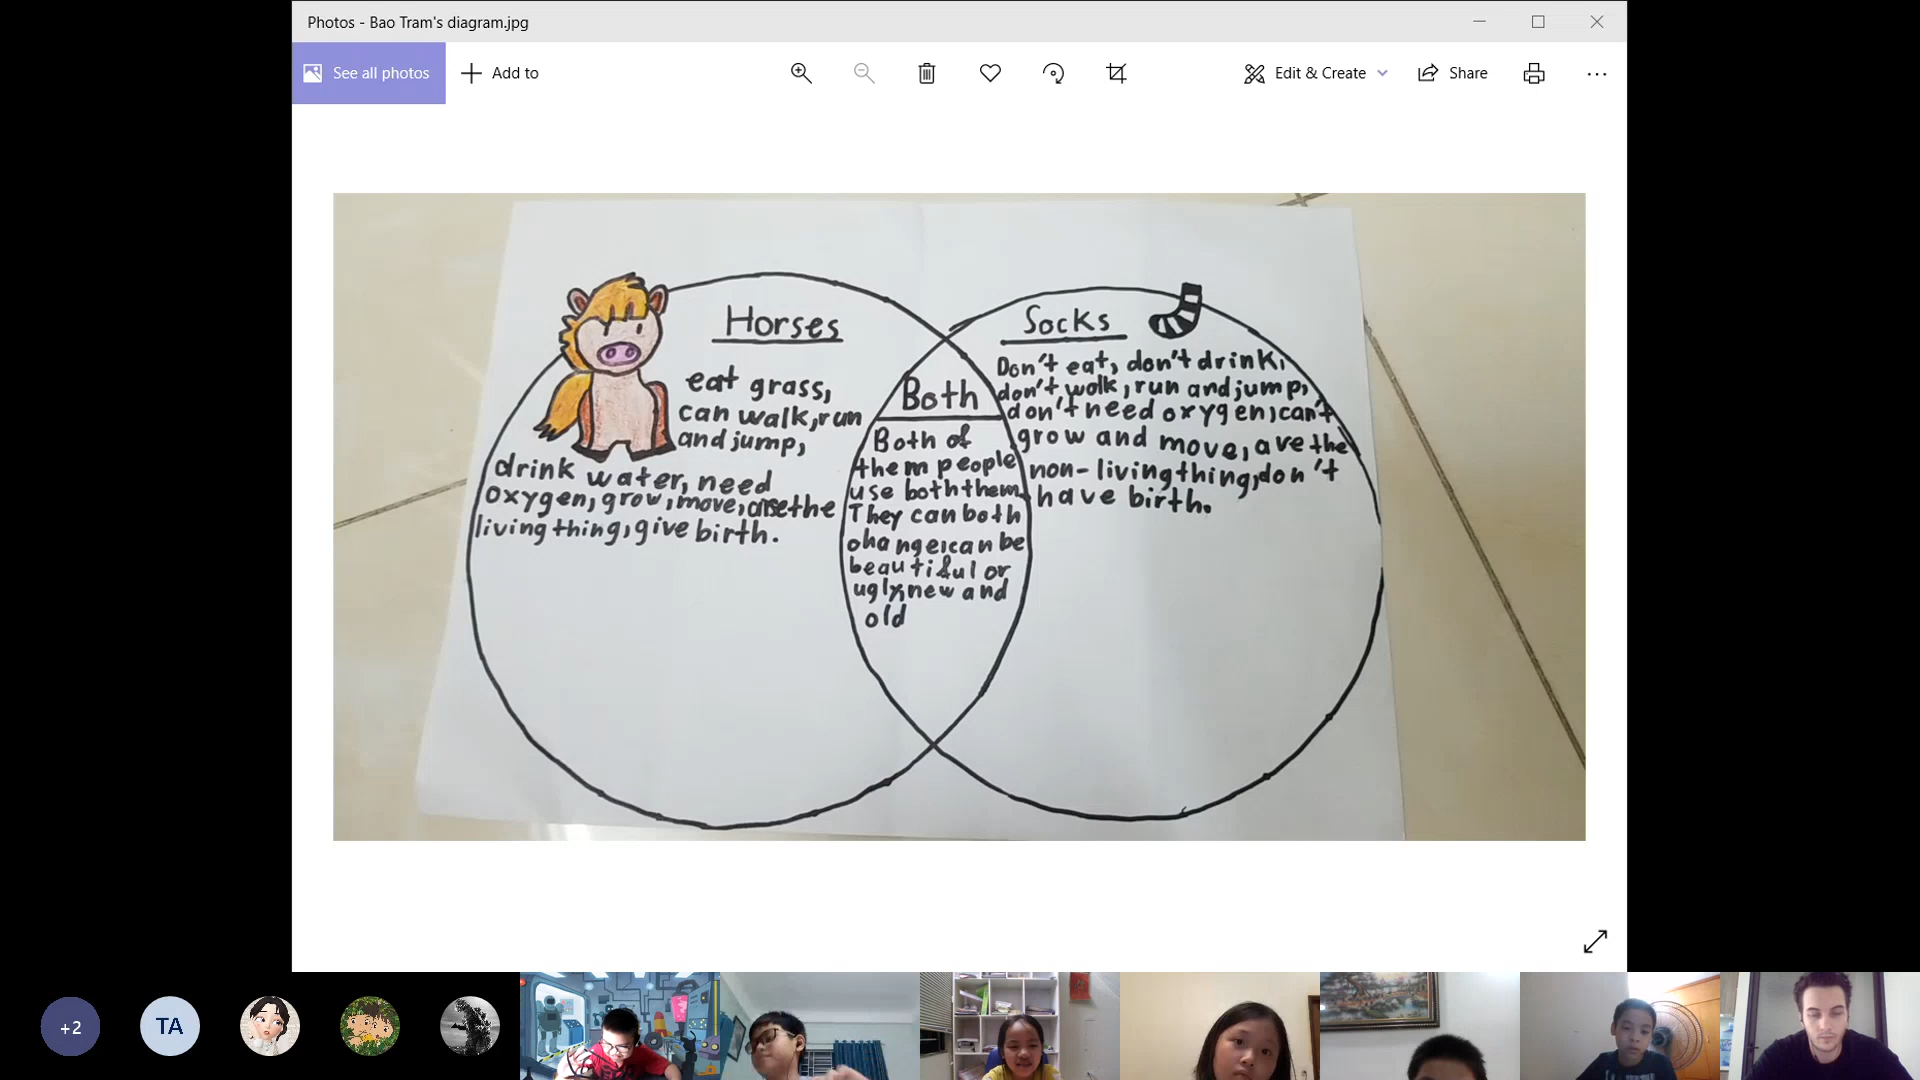 Photos - Bao Tram's diagram.jpg
See all photos
Add to
Edit & Create
Share
Horses
eat grass,
can walk, run
and jump,
drink water, need
oxygen, grow, move, are the
living thing, give birth.
Both
Both of
them people
use both them.
They can both
change, can be
beautiful or
ugly, new and
old
Socks
Don't eat, don't drink,
don't walk, run and jump,
don't need oxygen, can't
grow and move, are the
non-living thing, don't
have birth.
+2
TA